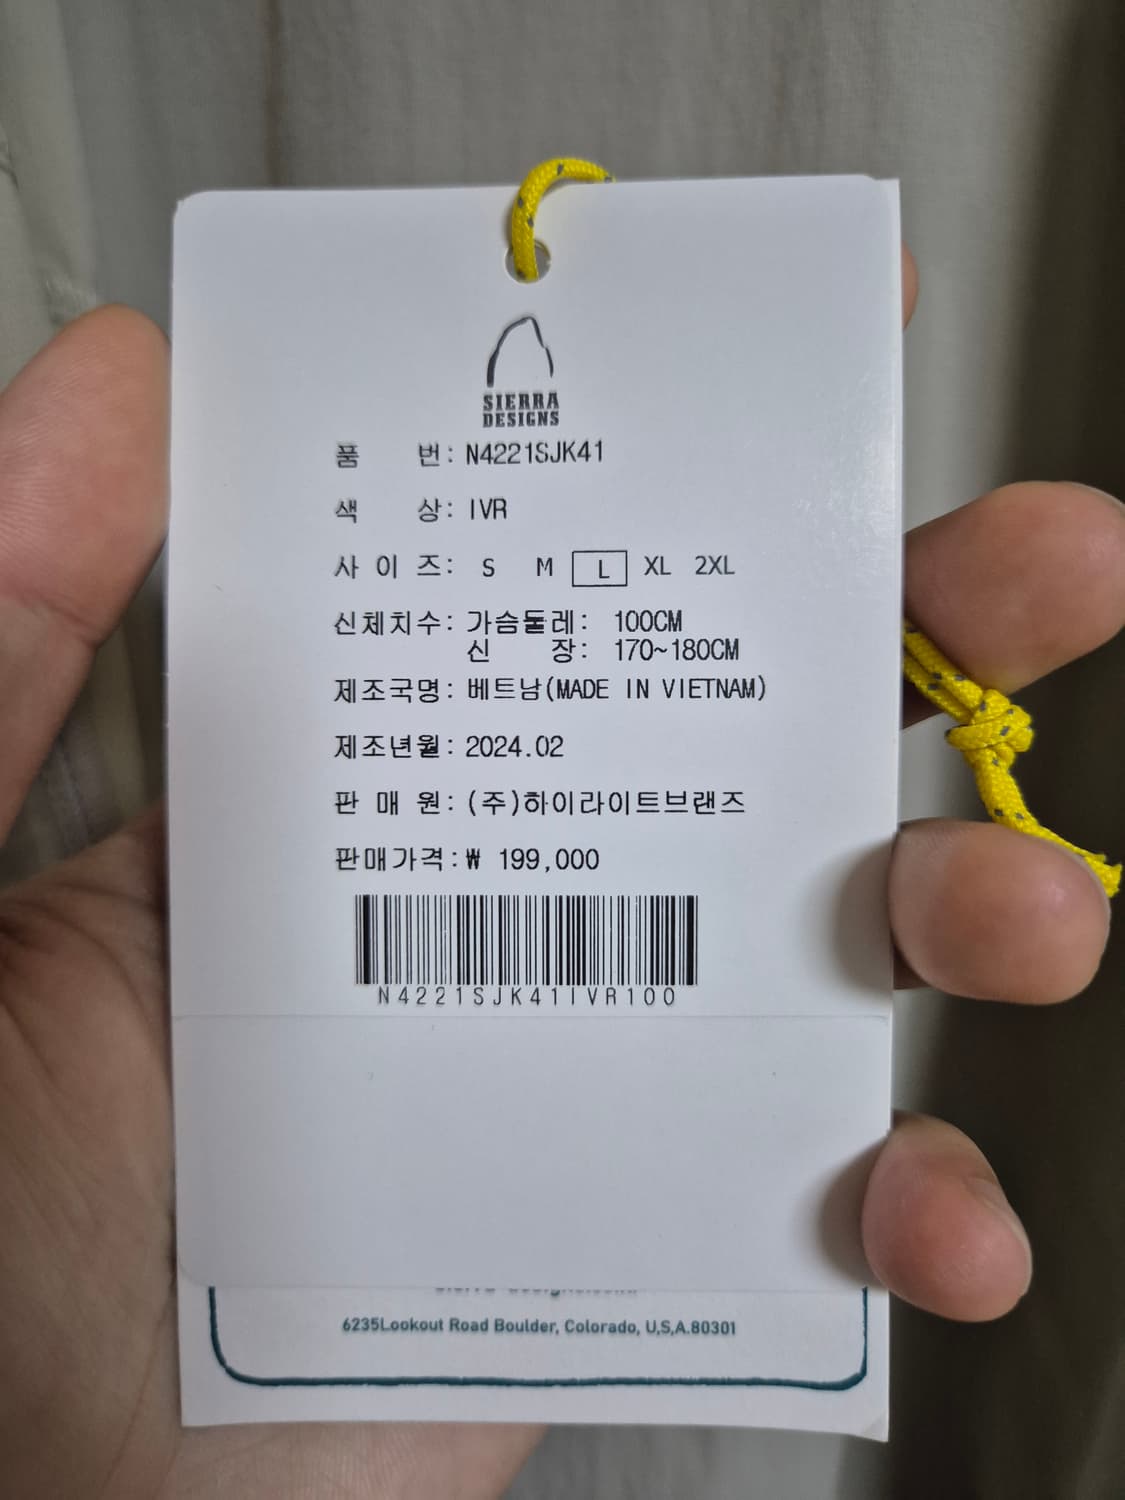 SIERRA
DESIGNS
품 번: N4221SJK41
색 상: IVR
사 이 즈: S M L XL 2XL
신체치수: 가슴둘레: 100CM
신 장: 170~180CM
제조국명: 베트남(MADE IN VIETNAM)
제조년월: 2024.02
판 매 원: (주)하이라이트브랜즈
판매가격: ₩ 199,000
N4221SJK41IVR100
6235Lookout Road Boulder, Colorado, U,S,A.80301